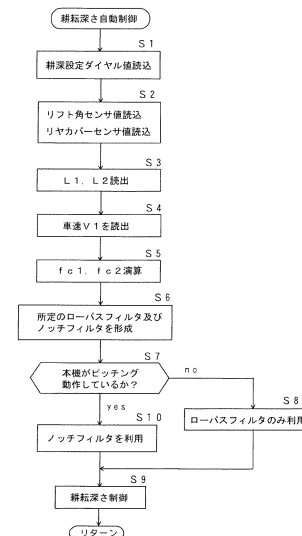 耕耘深さ自動制御
S1
耕深設定ダイヤル値読込
S2
リフト角センサ値読込
リヤカバーセンサ値読込
S3
L1,L2読出
S4
車速V1を読出
S5
fc1,fc2演算
S6
所定のローパスフィルタ及び
ノッチフィルタを形成
S7
本機がピッチング
動作しているか?
no
yes
S8
ローパスフィルタのみ利用
S10
ノッチフィルタを利用
S9
耕耘深さ制御
リターン